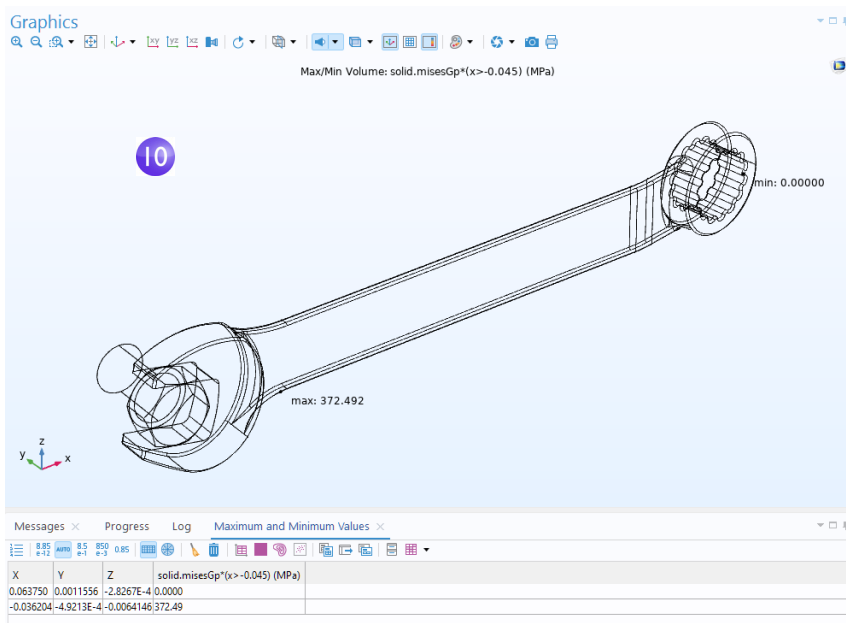 Graphics
xy yz xz
Max/Min Volume: solid.misesGp*(x>-0.045) (MPa)
10
min: 0.00000
max: 372.492
z
y
x
Messages Progress Log Maximum and Minimum Values
8.85 e-12 AUTO 8.5 e-1 850 e-3 0.85
X Y Z solid.misesGp*(x>-0.045) (MPa)
0.063750 0.0011556 -2.8267E-4 0.0000
-0.036204 -4.9213E-4 -0.0064146 372.49